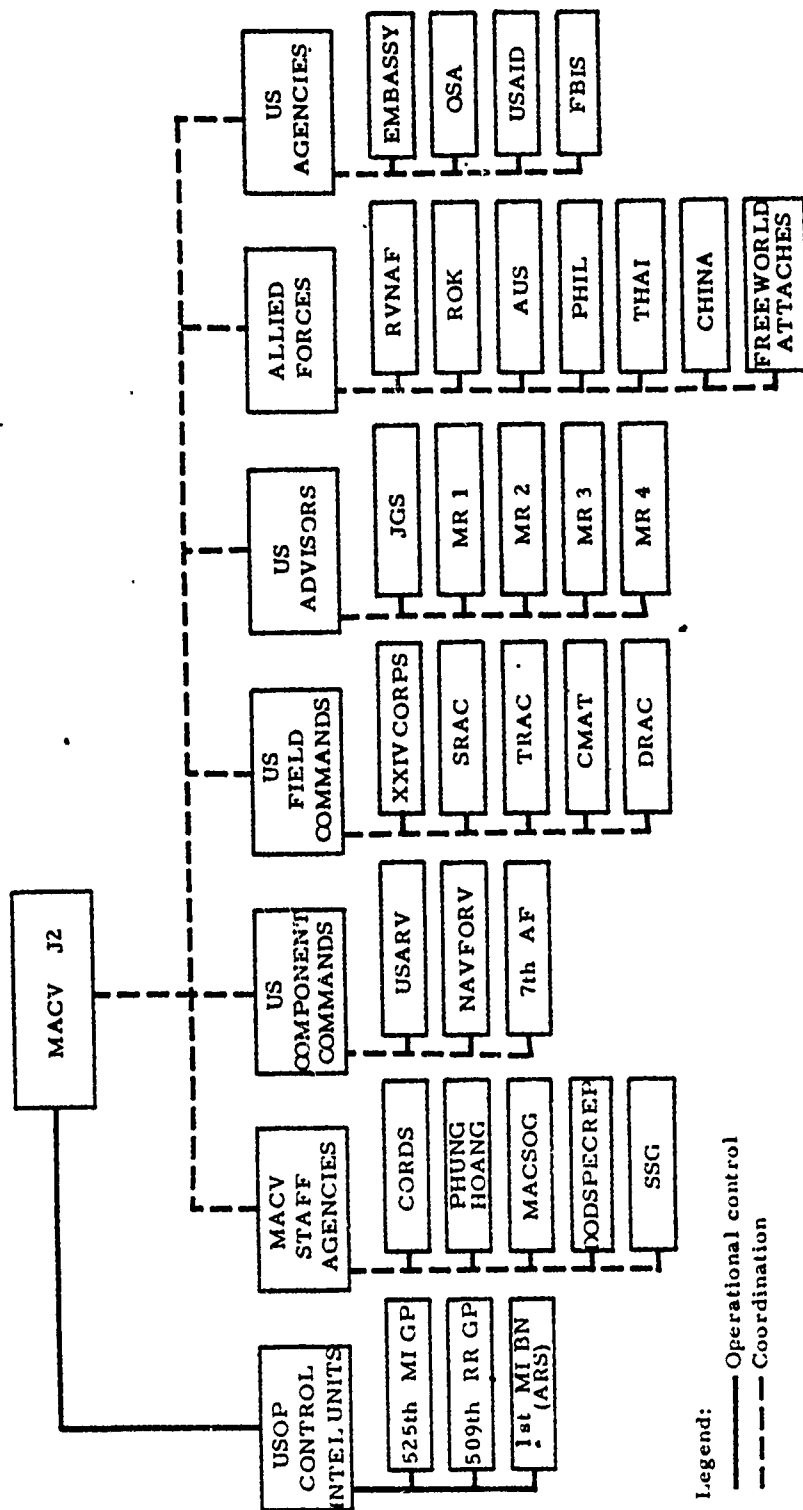 MACV J2
USOP
CONTROL
INTEL UNITS
525th MI GP
509th RR GP
1st MI BN
(ARS)
MACV
STAFF
AGENCIES
CORDS
PHUNG
HOANG
MACSOG
DODSPECREP
SSG
US
COMPONENT
COMMANDS
USARV
NAVFORV
7th AF
US
FIELD
COMMANDS
XXIV CORPS
SRAC
TRAC
CMAT
DRAC
US
ADVISORS
JGS
MR 1
MR 2
MR 3
MR 4
ALLIED
FORCES
RVNAF
ROK
AUS
PHIL
THAI
CHINA
FREEWORLD
ATTACHES
US
AGENCIES
EMBASSY
OSA
USAID
FBIS
Legend:
Operational control
Coordination